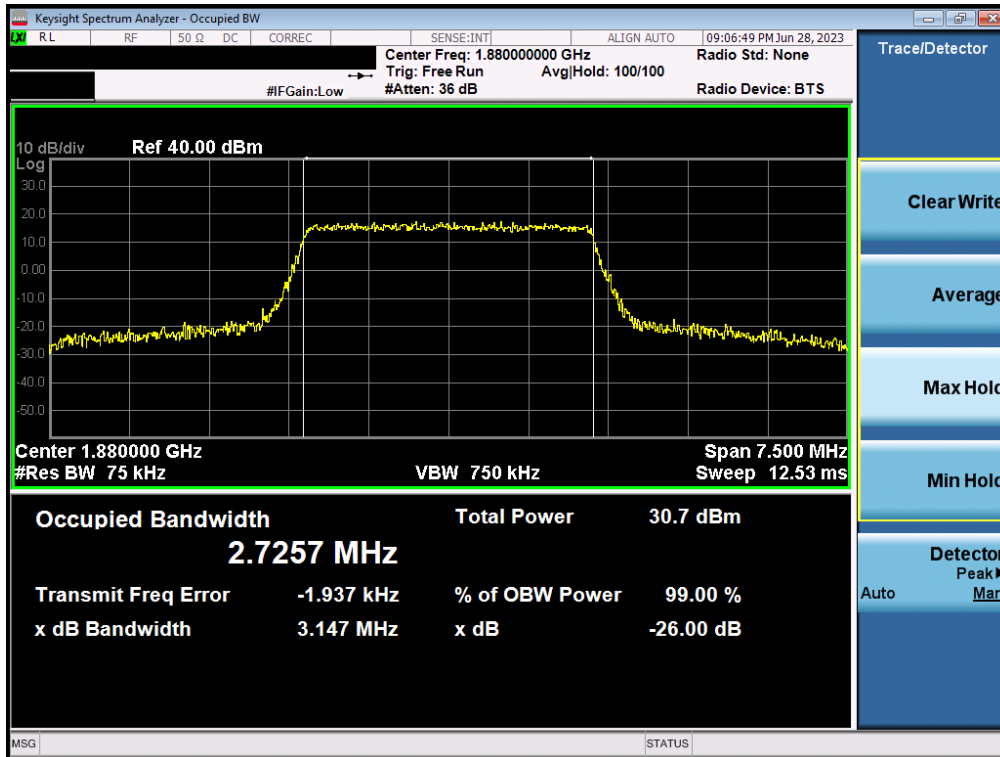 Keysight Spectrum Analyzer - Occupied BW
LXI RL RF 50 Ω DC CORREC SENSE:INT ALIGN AUTO 09:06:49 PM Jun 28, 2023
Center Freq: 1.880000000 GHz Radio Std: None
Trig: Free Run Avg|Hold: 100/100
#IFGain:Low #Atten: 36 dB Radio Device: BTS
Trace/Detector
10 dB/div Ref 40.00 dBm
Log
30.0
20.0
10.0
0.00
-10.0
-20.0
-30.0
-40.0
-50.0
Center 1.880000 GHz Span 7.500 MHz
#Res BW 75 kHz VBW 750 kHz Sweep 12.53 ms
Occupied Bandwidth Total Power 30.7 dBm
2.7257 MHz
Transmit Freq Error -1.937 kHz % of OBW Power 99.00 %
x dB Bandwidth 3.147 MHz x dB -26.00 dB
Clear Write
Average
Max Hold
Min Hold
Detector
Peak
Auto Man
MSG STATUS